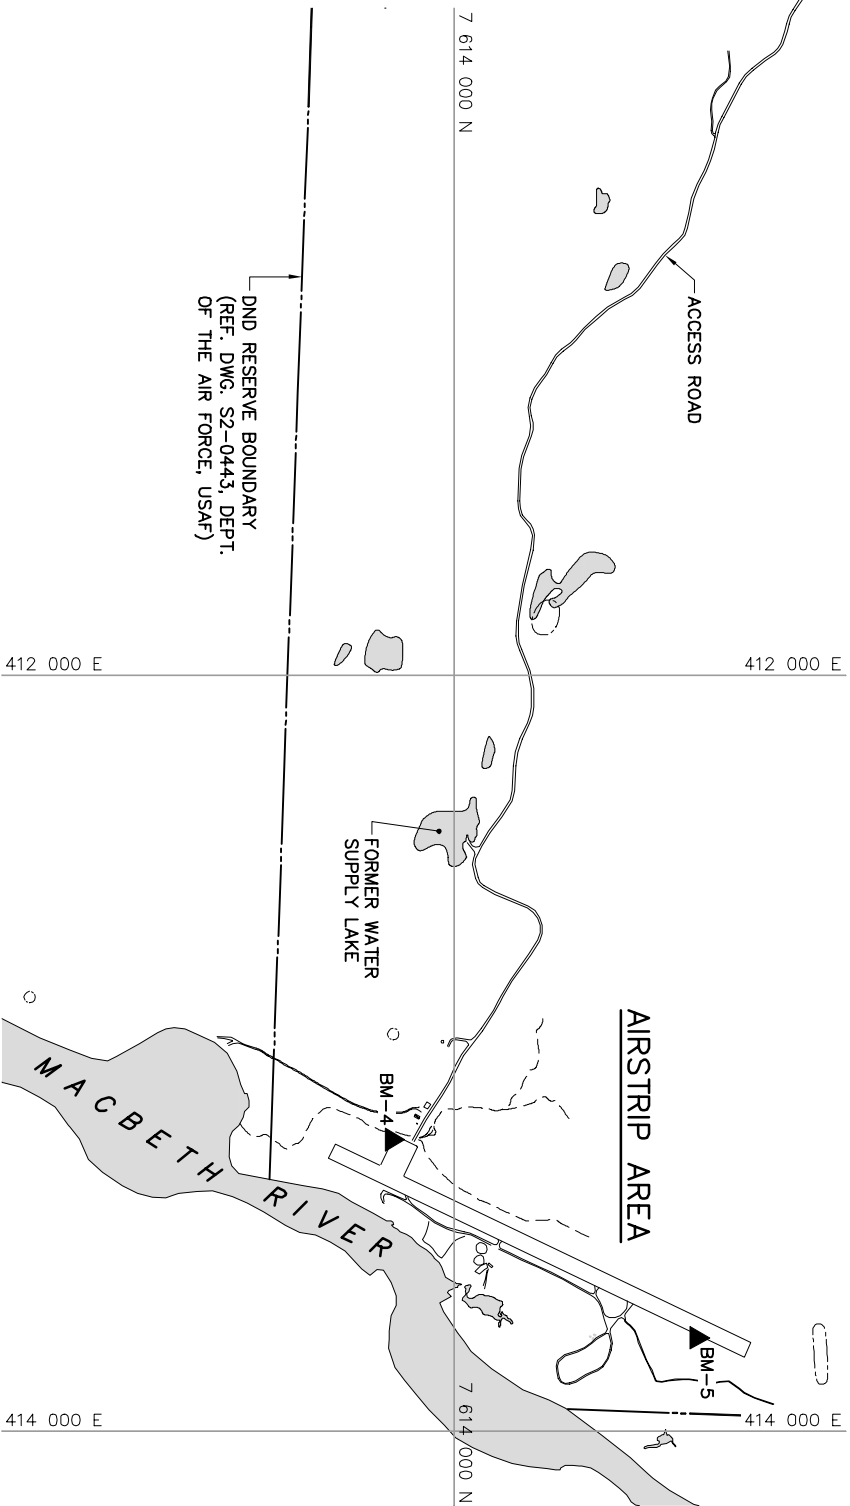 7 614 000 N
ACCESS ROAD
DND RESERVE BOUNDARY
(REF. DWG. S2-0443, DEPT.
OF THE AIR FORCE, USAF)
412 000 E
412 000 E
FORMER WATER
SUPPLY LAKE
AIRSTRIP AREA
BM-4
MACBETH RIVER
BM-5
7 614 000 N
414 000 E
414 000 E